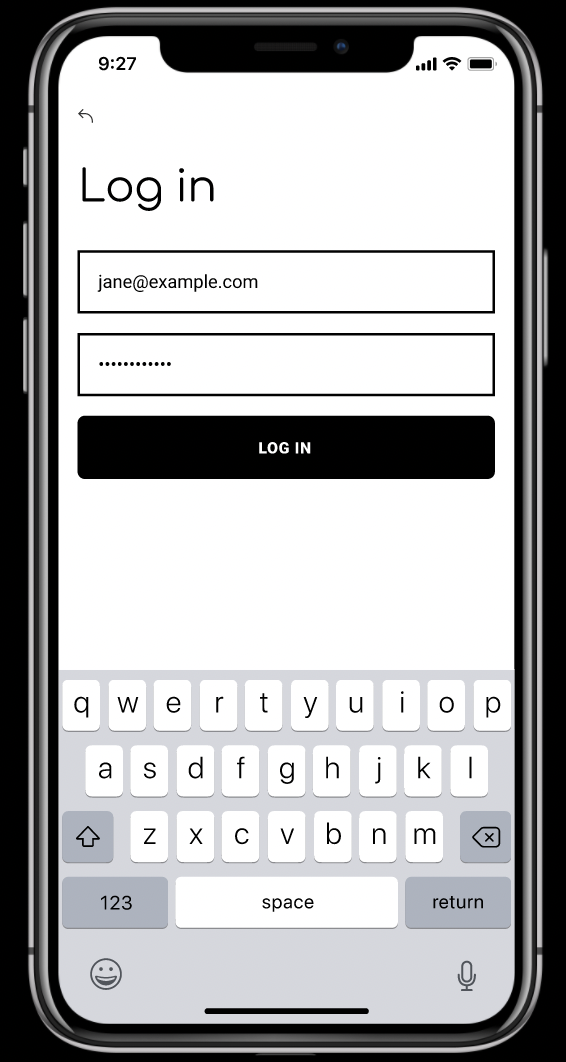 9:27
Log in
jane@example.com
••••••••••••
LOG IN
q w e r t y u i o p
a s d f g h j k l
z x c v b n m
123 space return